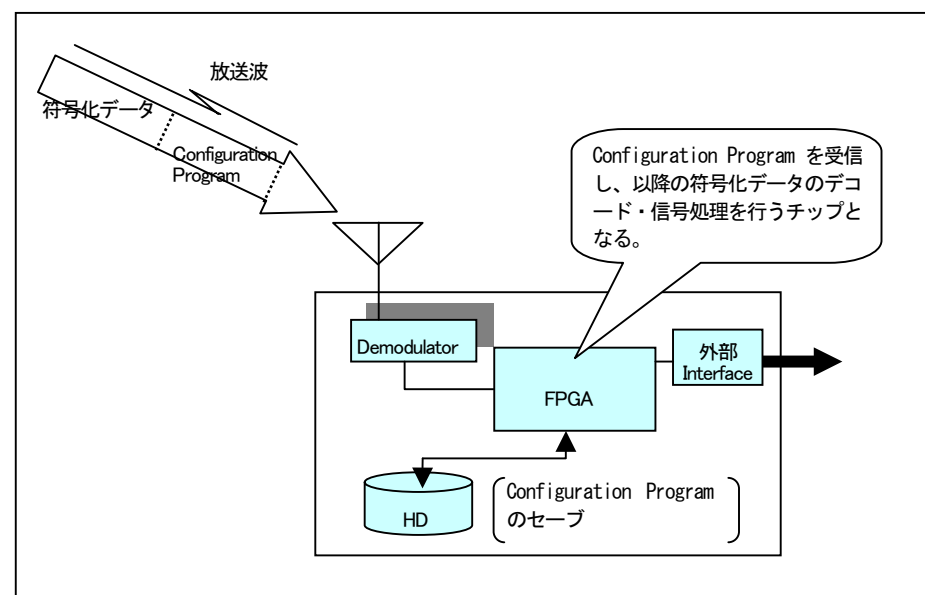 放送波
符号化データ
Configuration
Program
Configuration Program を受信
し、以降の符号化データのデコ
ード・信号処理を行うチップと
なる。
Demodulator
外部
Interface
FPGA
HD
Configuration Program
のセーブ